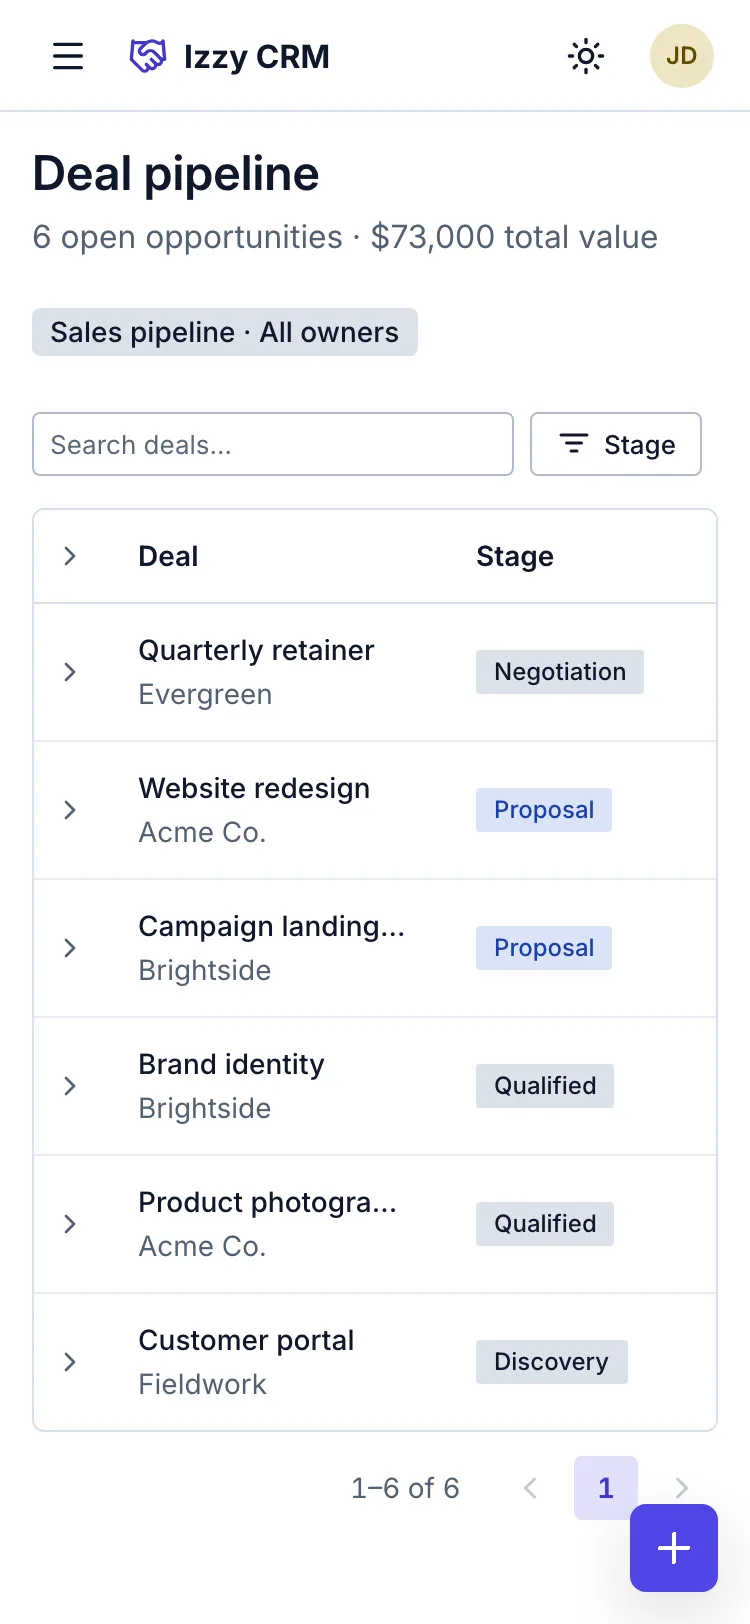 Izzy CRM
JD
Deal pipeline
6 open opportunities · $73,000 total value
Sales pipeline · All owners
Search deals...
Stage
Deal
Stage
Quarterly retainer
Evergreen
Negotiation
Website redesign
Acme Co.
Proposal
Campaign landing...
Brightside
Proposal
Brand identity
Brightside
Qualified
Product photogra...
Acme Co.
Qualified
Customer portal
Fieldwork
Discovery
1–6 of 6
1